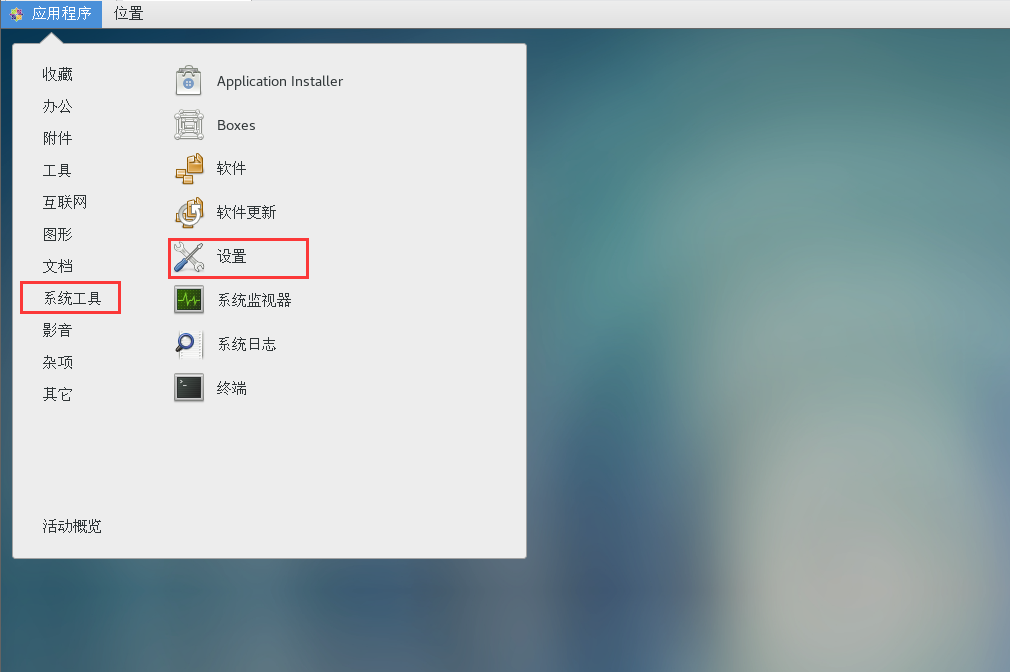 应用程序 位置
收藏
办公
附件
工具
互联网
图形
文档
系统工具
影音
杂项
其它
活动概览
Application Installer
Boxes
软件
软件更新
设置
系统监视器
系统日志
终端